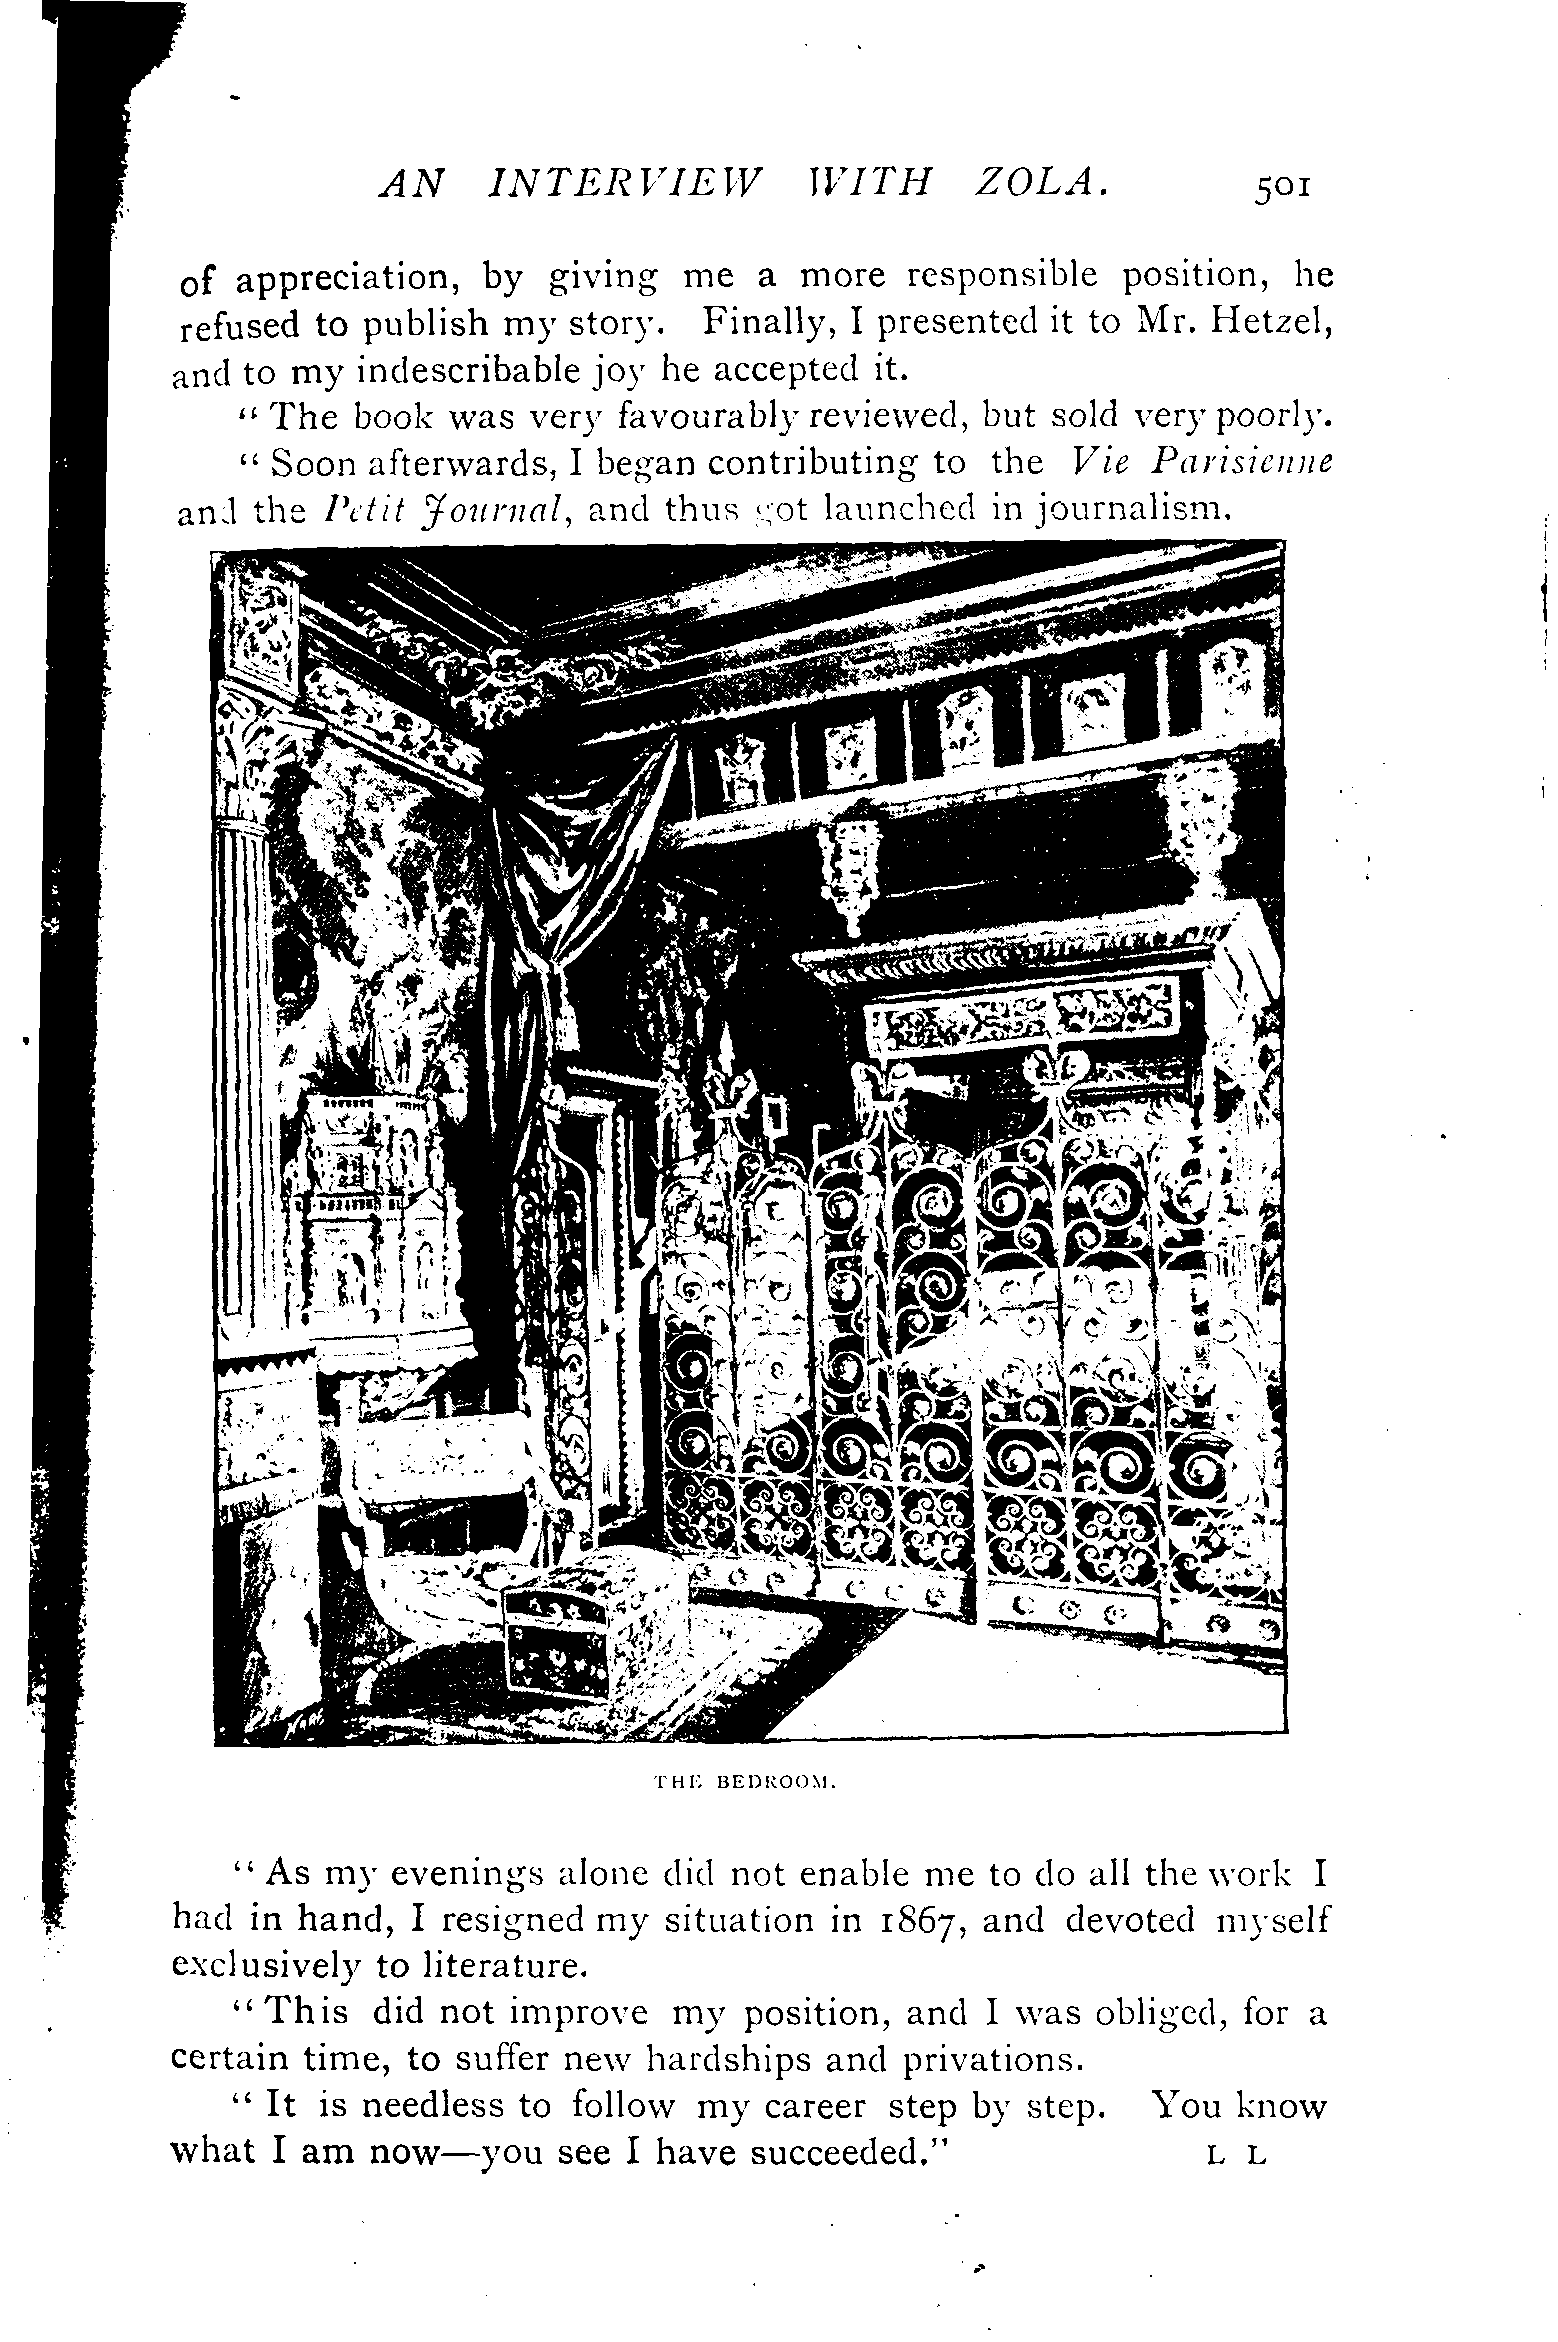 AN INTERVIEW WITH ZOLA. 501
of appreciation, by giving me a more responsible position, he
refused to publish my story. Finally, I presented it to Mr. Hetzel,
and to my indescribable joy he accepted it.
“ The book was very favourably reviewed, but sold very poorly.
“ Soon afterwards, I began contributing to the Vie Parisienne
and the Petit Journal, and thus got launched in journalism.
THE BEDROOM.
“ As my evenings alone did not enable me to do all the work I
had in hand, I resigned my situation in 1867, and devoted myself
exclusively to literature.
“ This did not improve my position, and I was obliged, for a
certain time, to suffer new hardships and privations.
“ It is needless to follow my career step by step. You know
what I am now—you see I have succeeded.” L L